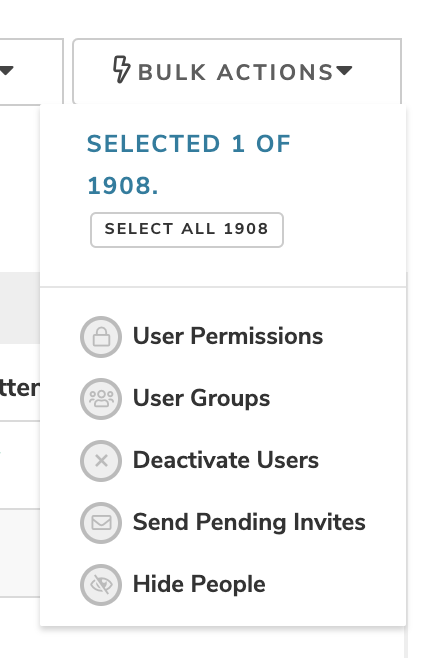 BULK ACTIONS
SELECTED 1 OF
1908.
SELECT ALL 1908
User Permissions
tter
User Groups
Deactivate Users
Send Pending Invites
Hide People